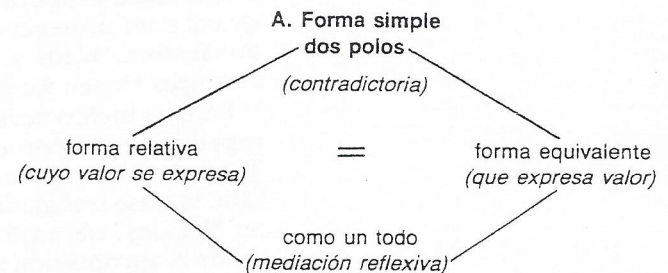 A. Forma simple
dos polos
(contradictoria)
forma relativa = forma equivalente
(cuyo valor se expresa) (que expresa valor)
como un todo
(mediación reflexiva)